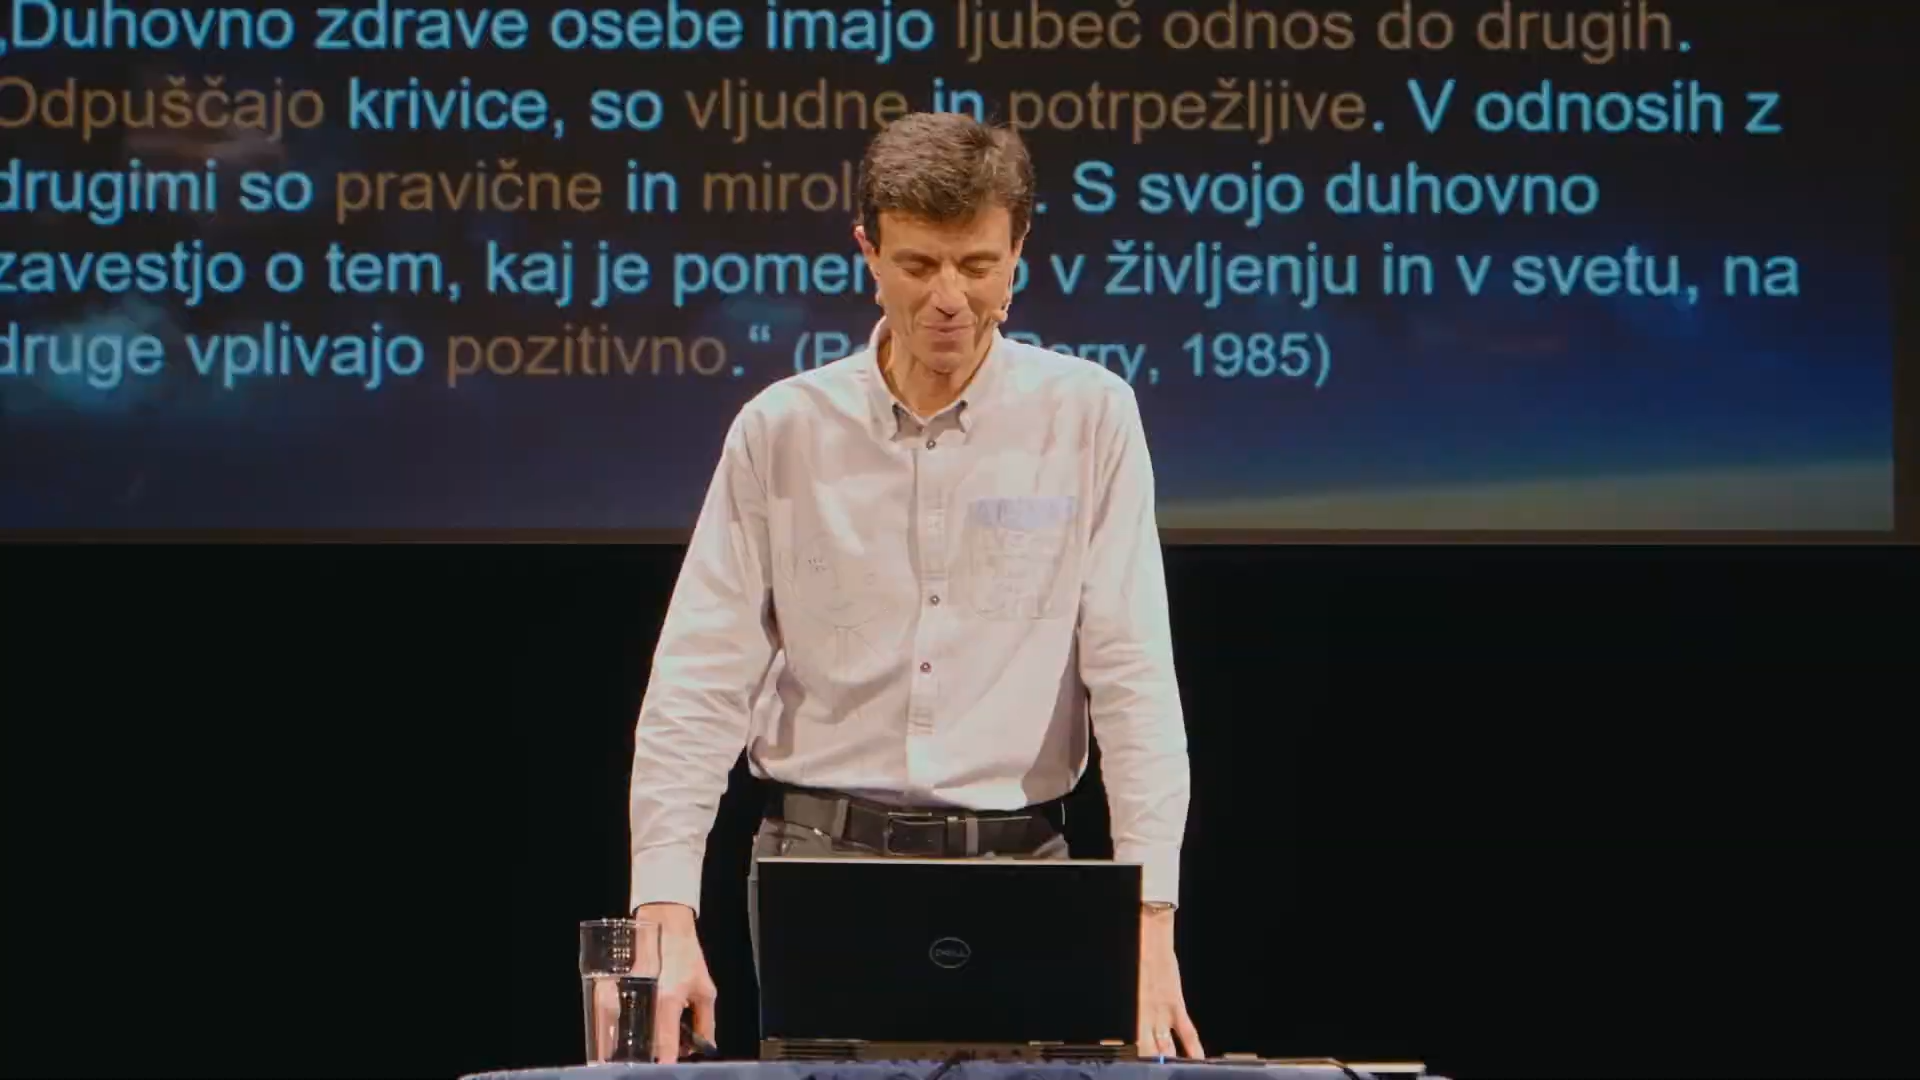 „Duhovno zdrave osebe imajo ljubeč odnos do drugih.
Odpuščajo krivice, so vljudne in potrpežljive. V odnosih z
drugimi so pravične in . S svojo duhovno
zavestjo o tem, kaj je v življenju in v svetu, na
druge vplivajo pozitivno.“ ( 1985)
DELL